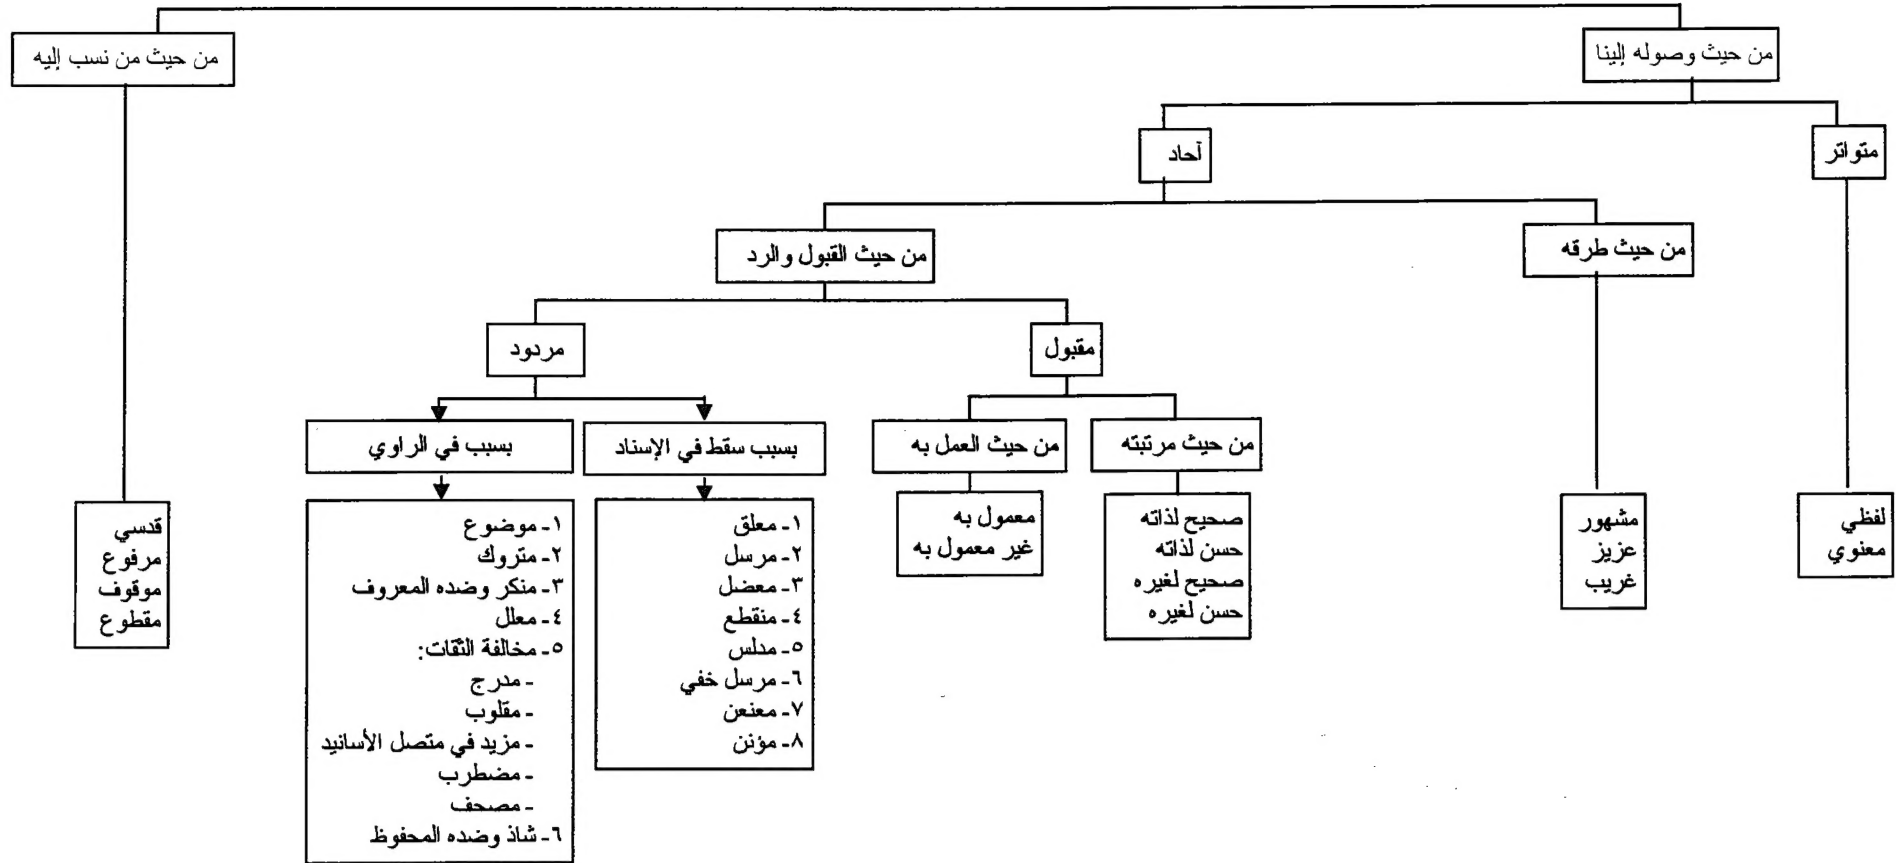 من حيث وصوله إلينا
من حيث من نسب إليه
متواتر
آحاد
من حيث طرقه
من حيث القبول والرد
مقبول
مردود
من حيث مرتبته
من حيث العمل به
بسبب سقط في الإسناد
بسبب في الراوي
لفظي
معنوي
مشهور
عزيز
غريب
صحيح لذاته
حسن لذاته
صحيح لغيره
حسن لغيره
معمول به
غير معمول به
١- معلق
٢- مرسل
٣- معضل
٤- منقطع
٥- مدلس
٦- مرسل خفي
٧- معنعن
٨- مؤنن
١- موضوع
٢- متروك
٣- منكر وضده المعروف
٤- معلل
٥- مخالفة الثقات:
- مدرج
- مقلوب
- مزيد في متصل الأسانيد
- مضطرب
- مصحف
٦- شاذ وضده المحفوظ
قدسي
مرفوع
موقوف
مقطوع